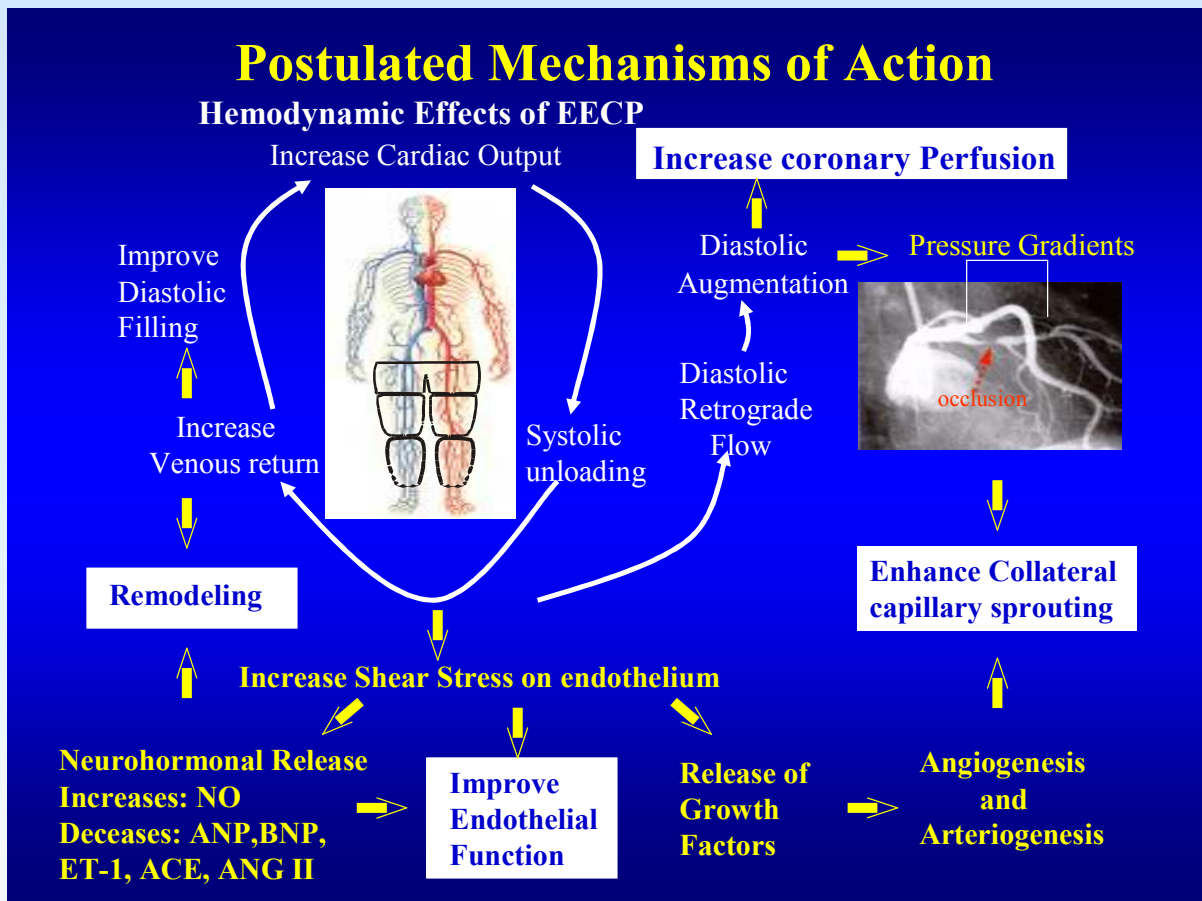 Postulated Mechanisms of Action
Hemodynamic Effects of EECP
Increase Cardiac Output
Increase coronary Perfusion
Improve
Diastolic
Filling
Diastolic
Augmentation
Pressure Gradients
occlusion
Diastolic
Retrograde
Flow
Increase
Venous return
Systolic
unloading
Remodeling
Enhance Collateral
capillary sprouting
Increase Shear Stress on endothelium
Neurohormonal Release
Increases: NO
Deceases: ANP,BNP,
ET-1, ACE, ANG II
Improve
Endothelial
Function
Release of
Growth
Factors
Angiogenesis
and
Arteriogenesis